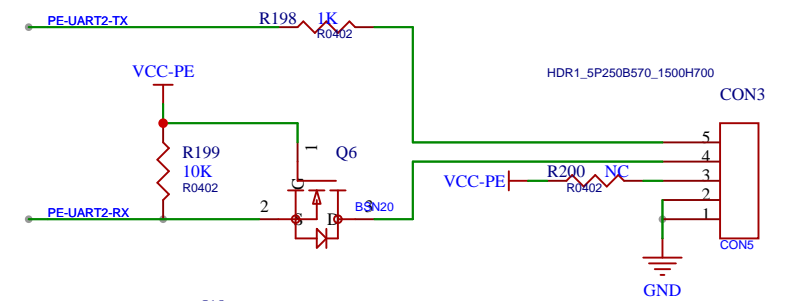 PE-UART2-TX
R198
1K
R0402
VCC-PE
HDR1_5P250B570_1500H700
CON3
R199
10K
R0402
1
Q6
G
S
D
BSN20
2
3
PE-UART2-RX
VCC-PE
R200
NC
R0402
5
4
3
2
1
CON5
GND